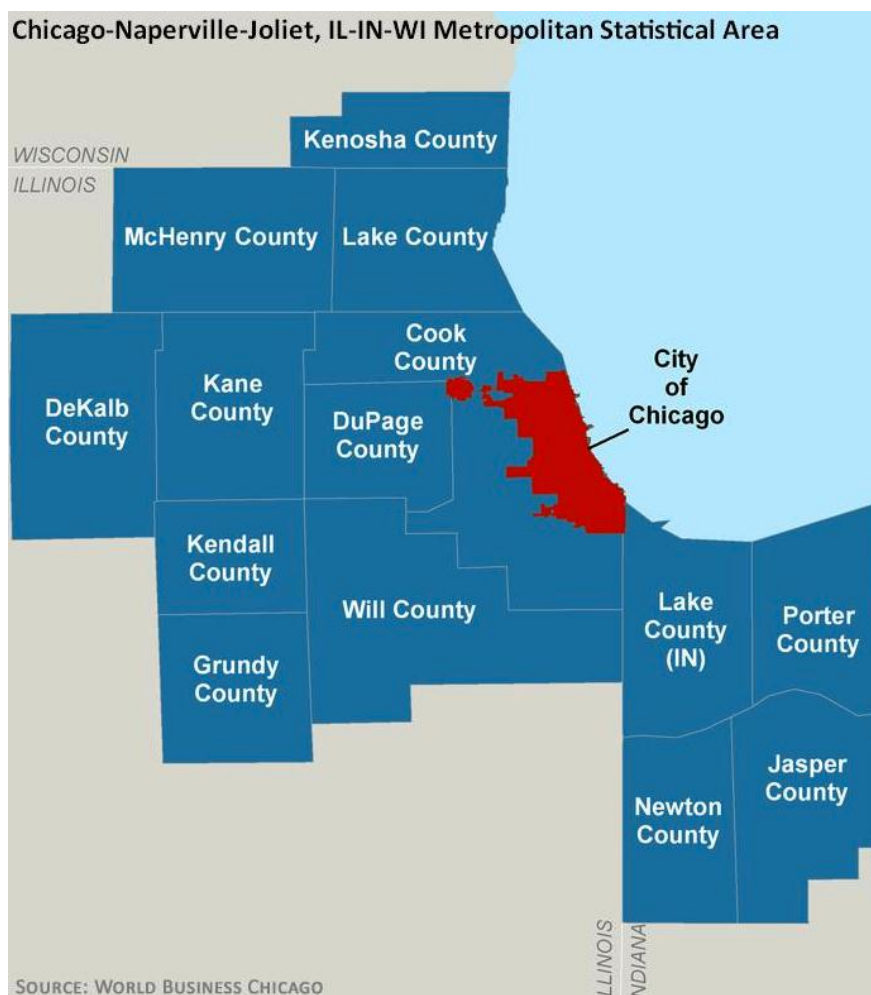 Chicago-Naperville-Joliet, IL-IN-WI Metropolitan Statistical Area
Kenosha County
WISCONSIN
ILLINOIS
McHenry County
Lake County
Cook
County
City
of
Chicago
DeKalb
County
Kane
County
DuPage
County
Kendall
County
Will County
Lake
County
(IN)
Porter
County
Grundy
County
Jasper
County
Newton
County
ILLINOIS
INDIANA
SOURCE: WORLD BUSINESS CHICAGO